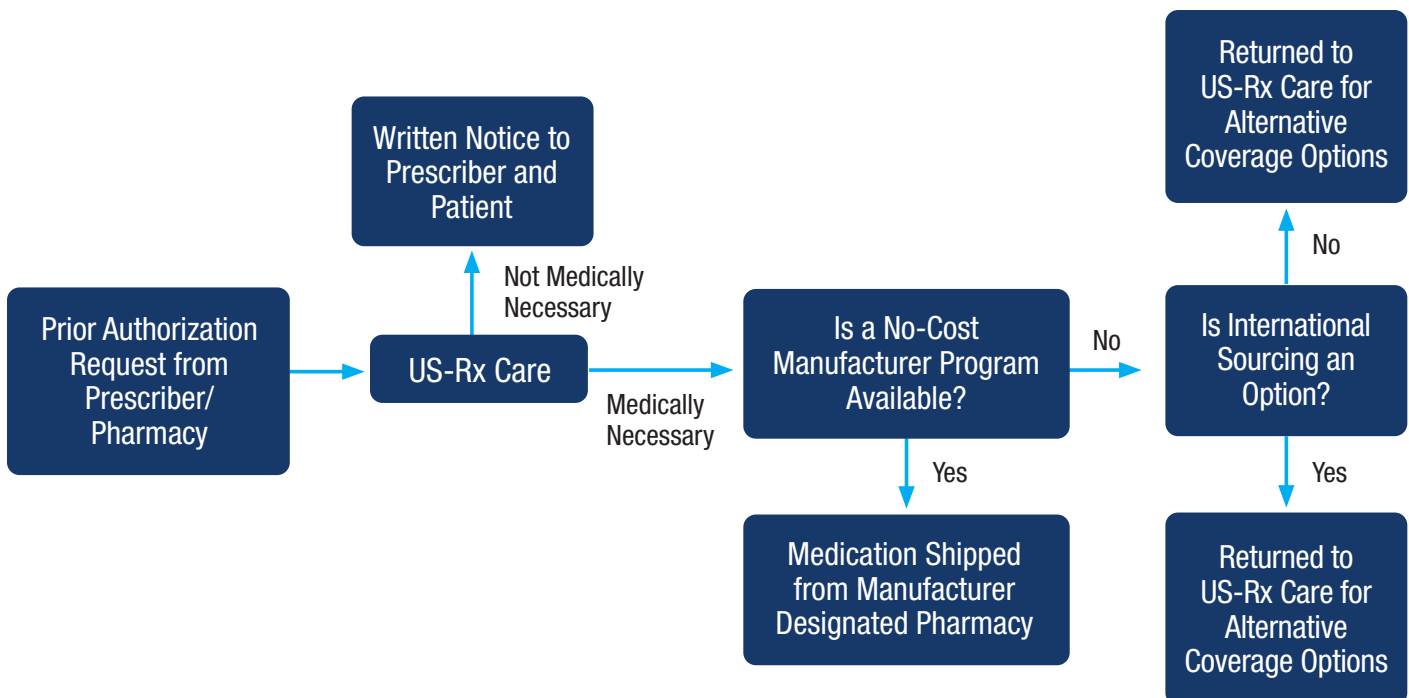 Prior Authorization
Request from
Prescriber/
Pharmacy
US-Rx Care
Not Medically
Necessary
Written Notice to
Prescriber and
Patient
Medically
Necessary
Is a No-Cost
Manufacturer Program
Available?
Yes
Medication Shipped
from Manufacturer
Designated Pharmacy
No
Is International
Sourcing an
Option?
No
Returned to
US-Rx Care for
Alternative
Coverage Options
Yes
Returned to
US-Rx Care for
Alternative
Coverage Options